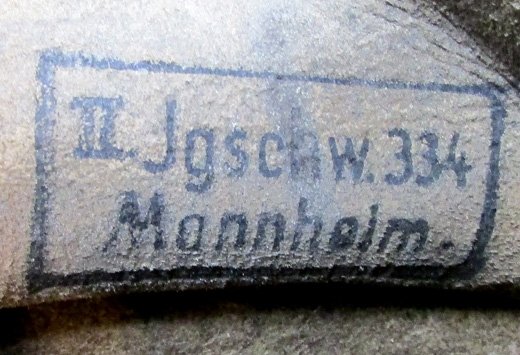 II. Jgschw. 334
Mannheim.